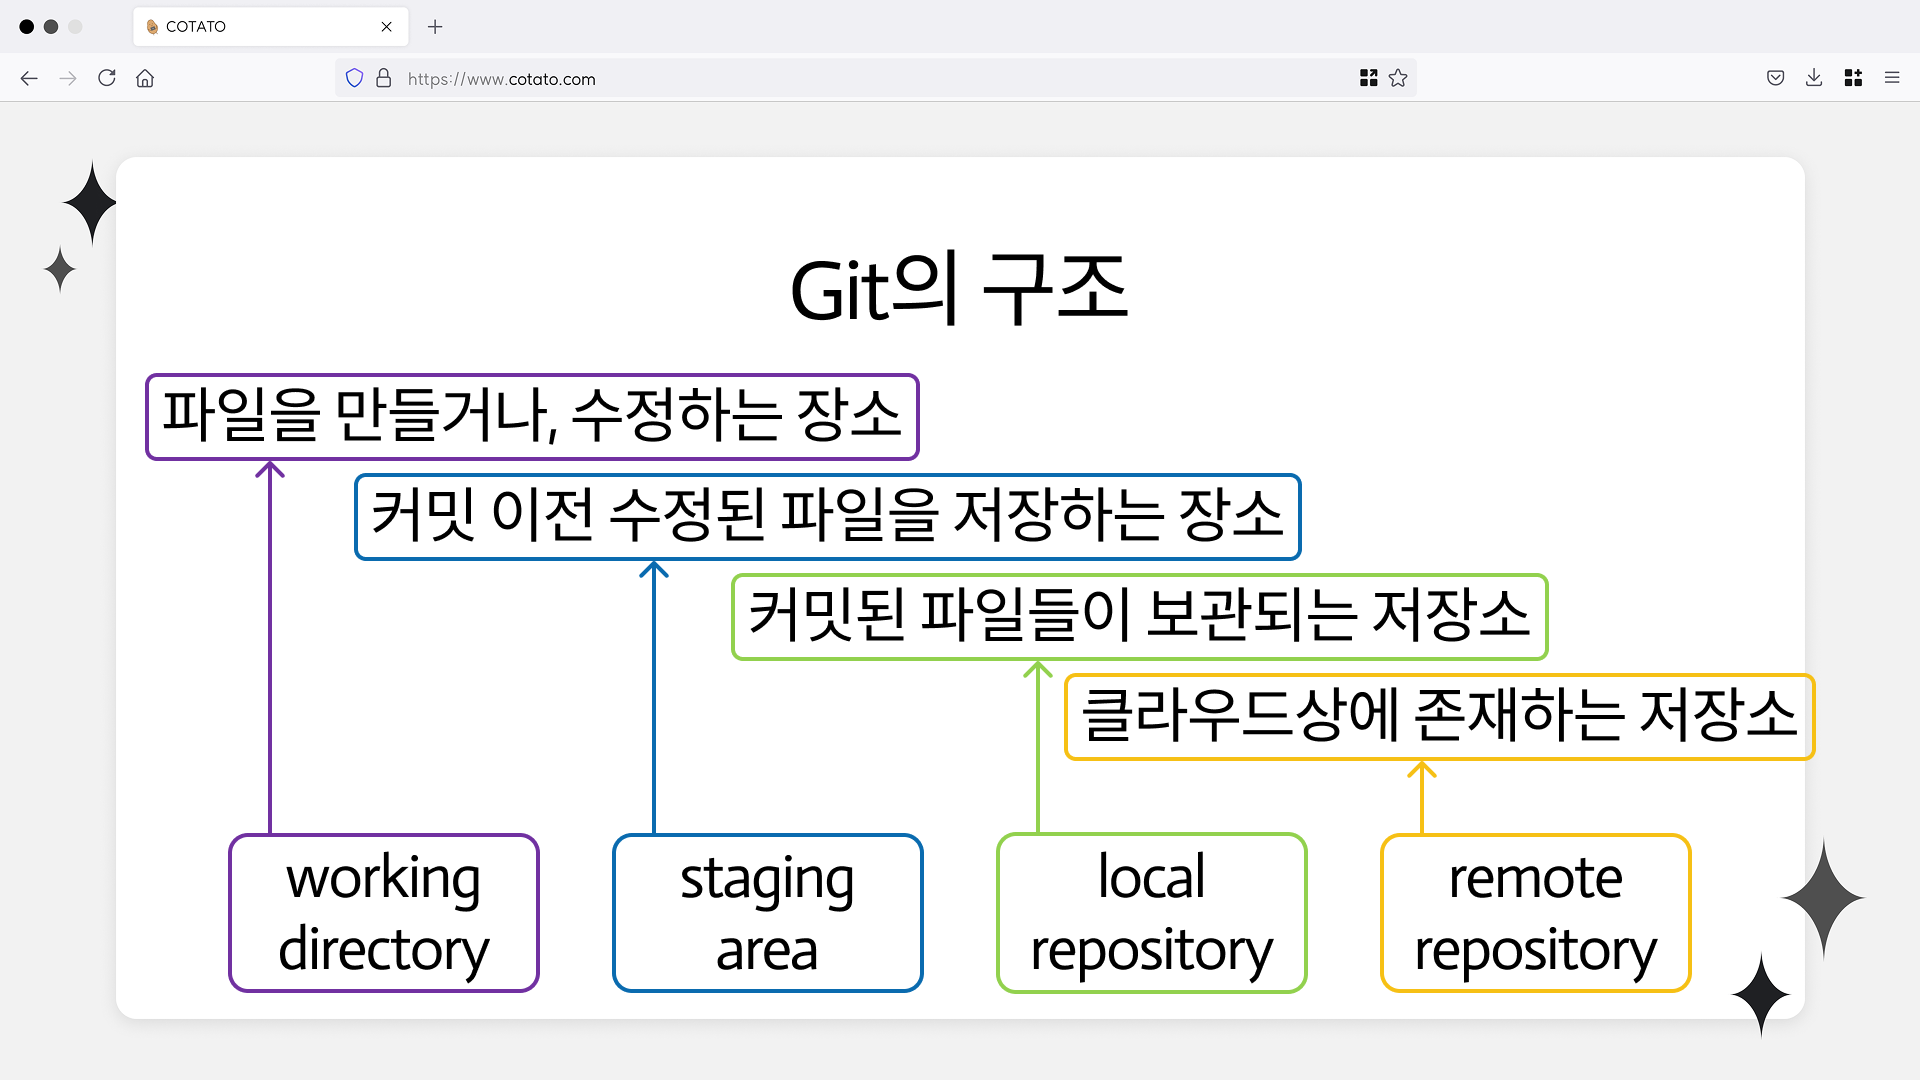 COTATO
https://www.cotato.com
Git의 구조
파일을 만들거나, 수정하는 장소
커밋 이전 수정된 파일을 저장하는 장소
커밋된 파일들이 보관되는 저장소
클라우드상에 존재하는 저장소
working
directory
staging
area
local
repository
remote
repository